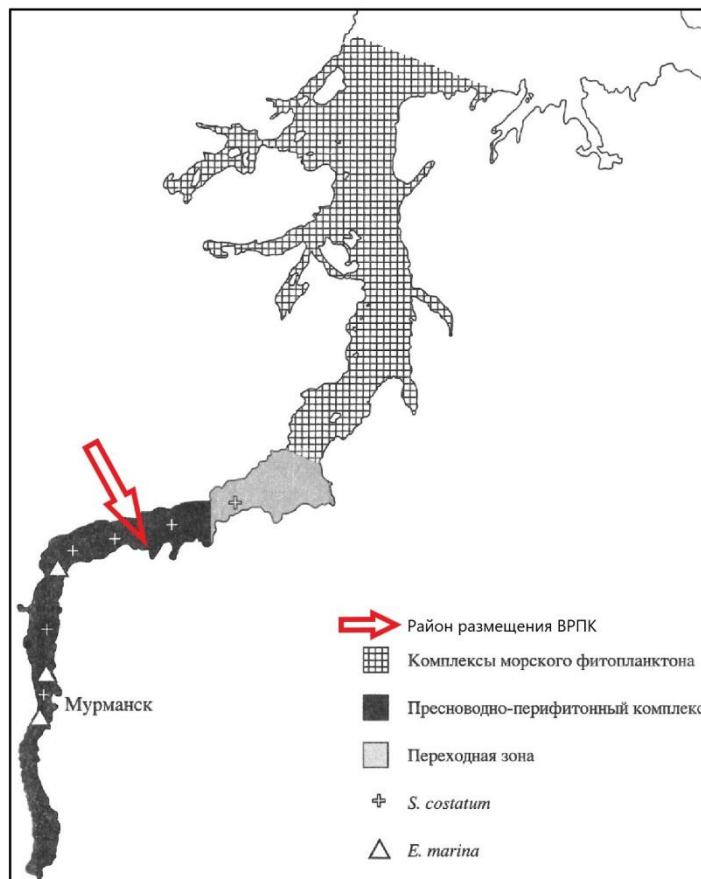 Мурманск
Район размещения ВРПК
Комплексы морского фитопланктона
Пресноводно-перифитонный комплекс
Переходная зона
S. costatum
E. marina